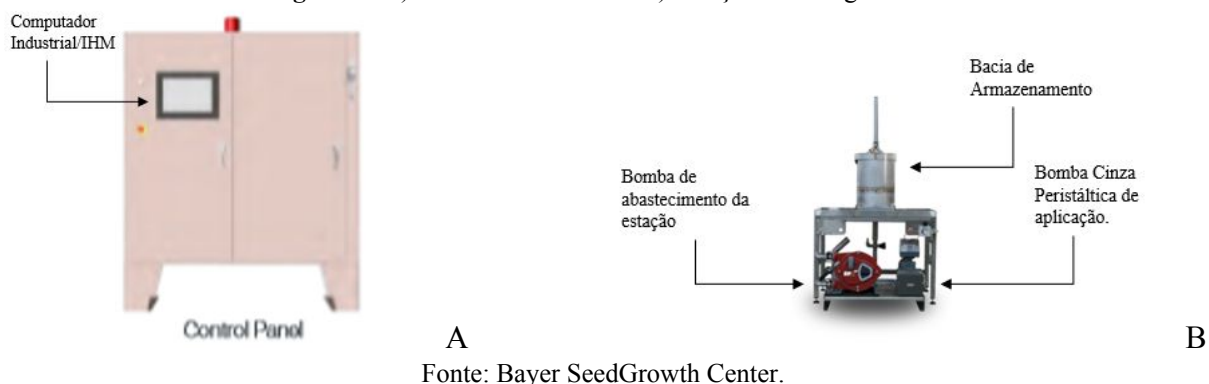 Computador
Industrial/IHM
Control Panel
A
Bacia de
Armazenamento
Bomba de
abastecimento da
estação
Bomba Cinza
Peristáltica de
aplicação.
B
Fonte: Bayer SeedGrowth Center.